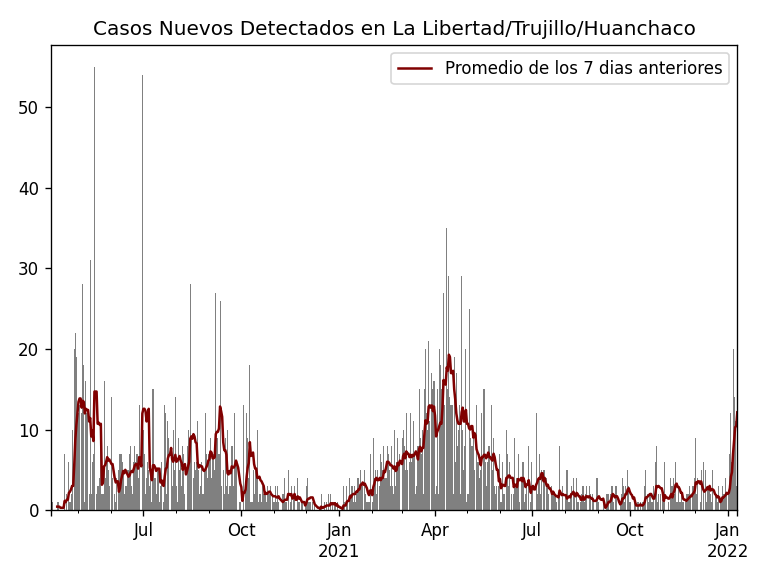 Casos Nuevos Detectados en La Libertad/Trujillo/Huanchaco
Promedio de los 7 dias anteriores
50
40
30
20
10
0
Jul
Oct
Jan
2021
Apr
Jul
Oct
Jan
2022